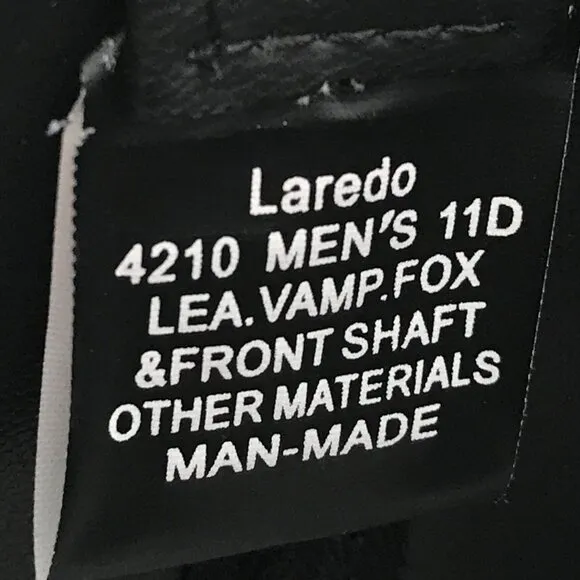 Laredo
4210 MEN'S 11D
LEA.VAMP.FOX
&FRONT SHAFT
OTHER MATERIALS
MAN-MADE